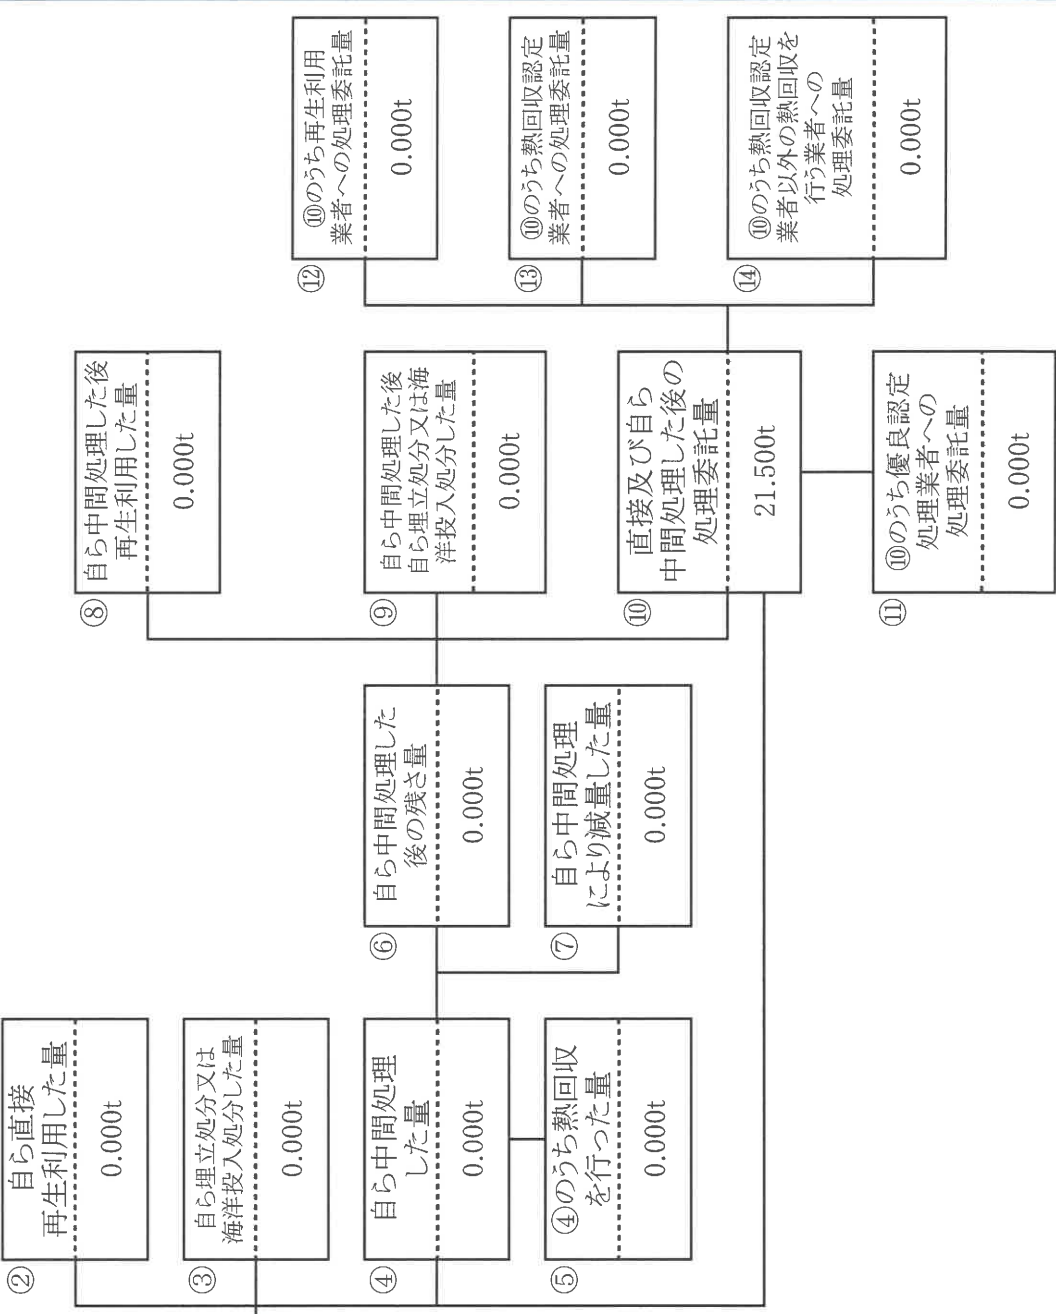 ②
自ら直接
再生利用した量
0.000t
③
自ら埋立処分又は
海洋投入処分した量
0.000t
④
自ら中間処理
した量
0.000t
⑤
④のうち熱回収
を行った量
0.000t
⑥
自ら中間処理した
後の残さ量
0.000t
⑦
自ら中間処理
により減量した量
0.000t
⑧
自ら中間処理した後
再生利用した量
0.000t
⑨
自ら中間処理した後
自ら埋立処分又は海
洋投入処分した量
0.000t
⑩
直接及び自ら
中間処理した後の
処理委託量
21.500t
⑪
⑩のうち優良認定
処理業者への
処理委託量
0.000t
⑫
⑩のうち再生利用
業者への処理委託量
0.000t
⑬
⑩のうち熱回収認定
業者への処理委託量
0.000t
⑭
⑩のうち熱回収認定
業者以外の熱回収を
行う業者への
処理委託量
0.000t